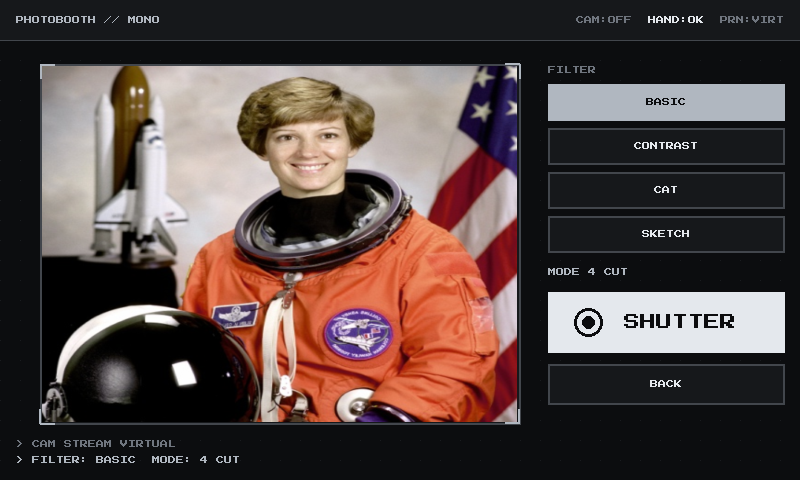 PHOTOBOOTH // MONO
CAM:OFF HAND:OK PRN:VIRT
FILTER
BASIC
CONTRAST
CAT
SKETCH
MODE 4 CUT
SHUTTER
BACK
> CAM STREAM VIRTUAL
> FILTER: BASIC MODE: 4 CUT